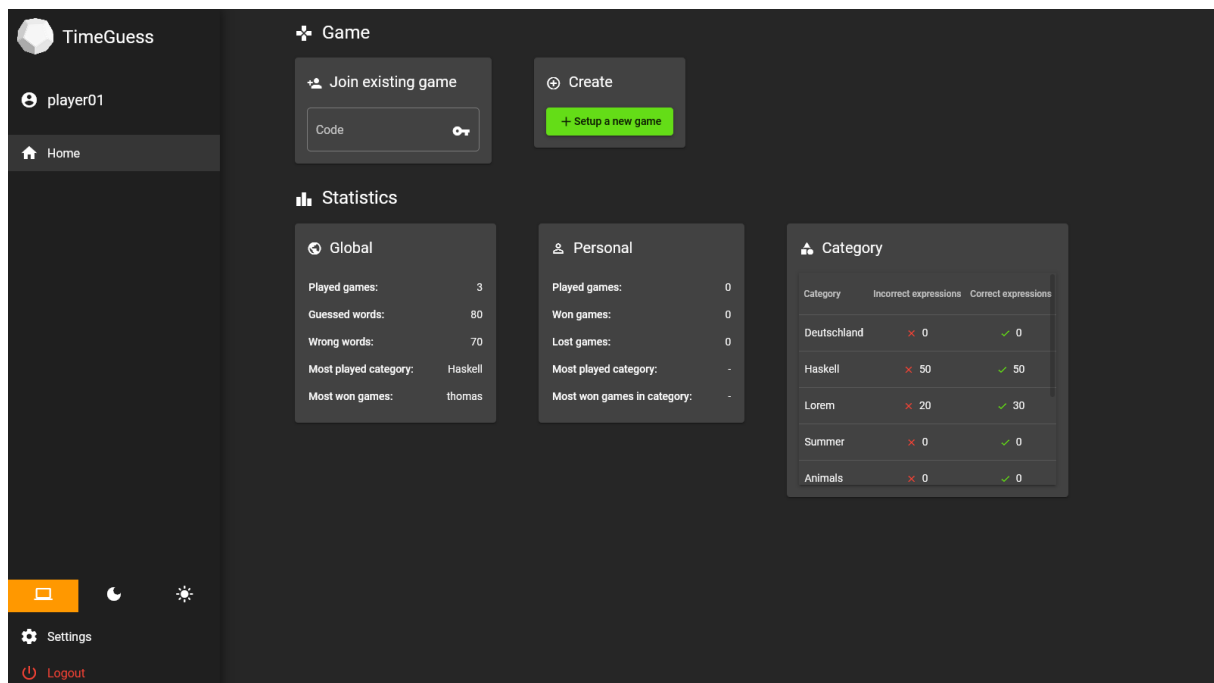 TimeGuess
player01
Home
Settings
Logout
Game
Join existing game
Code
Create
+ Setup a new game
Statistics
Global
Played games: 3
Guessed words: 80
Wrong words: 70
Most played category: Haskell
Most won games: thomas
Personal
Played games: 0
Won games: 0
Lost games: 0
Most played category: -
Most won games in category: -
Category
Category Incorrect expressions Correct expressions
Deutschland 0 0
Haskell 50 50
Lorem 20 30
Summer 0 0
Animals 0 0